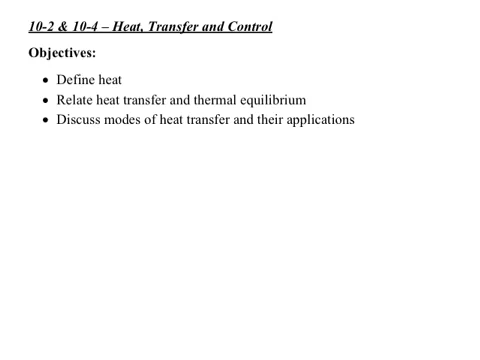 10-2 & 10-4 – Heat, Transfer and Control
Objectives:
• Define heat
• Relate heat transfer and thermal equilibrium
• Discuss modes of heat transfer and their applications